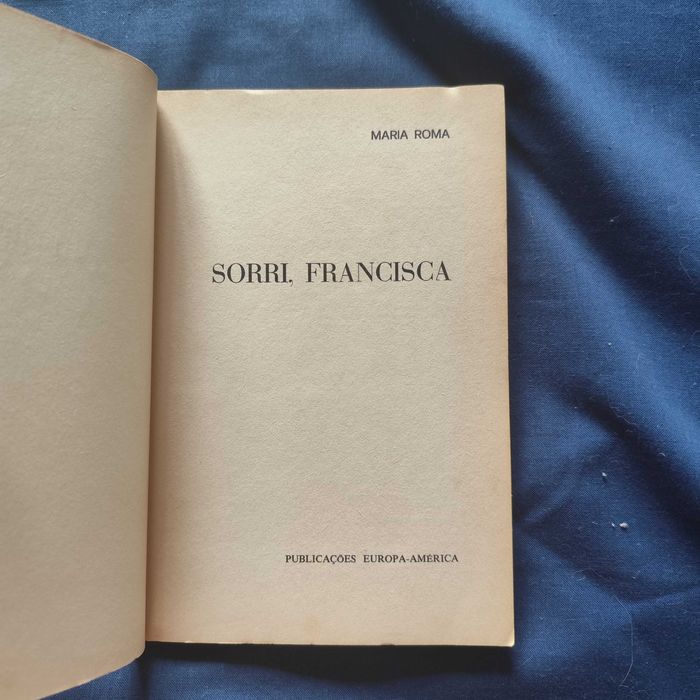 MARIA ROMA
SORRI, FRANCISCA
PUBLICAÇÕES EUROPA-AMÉRICA